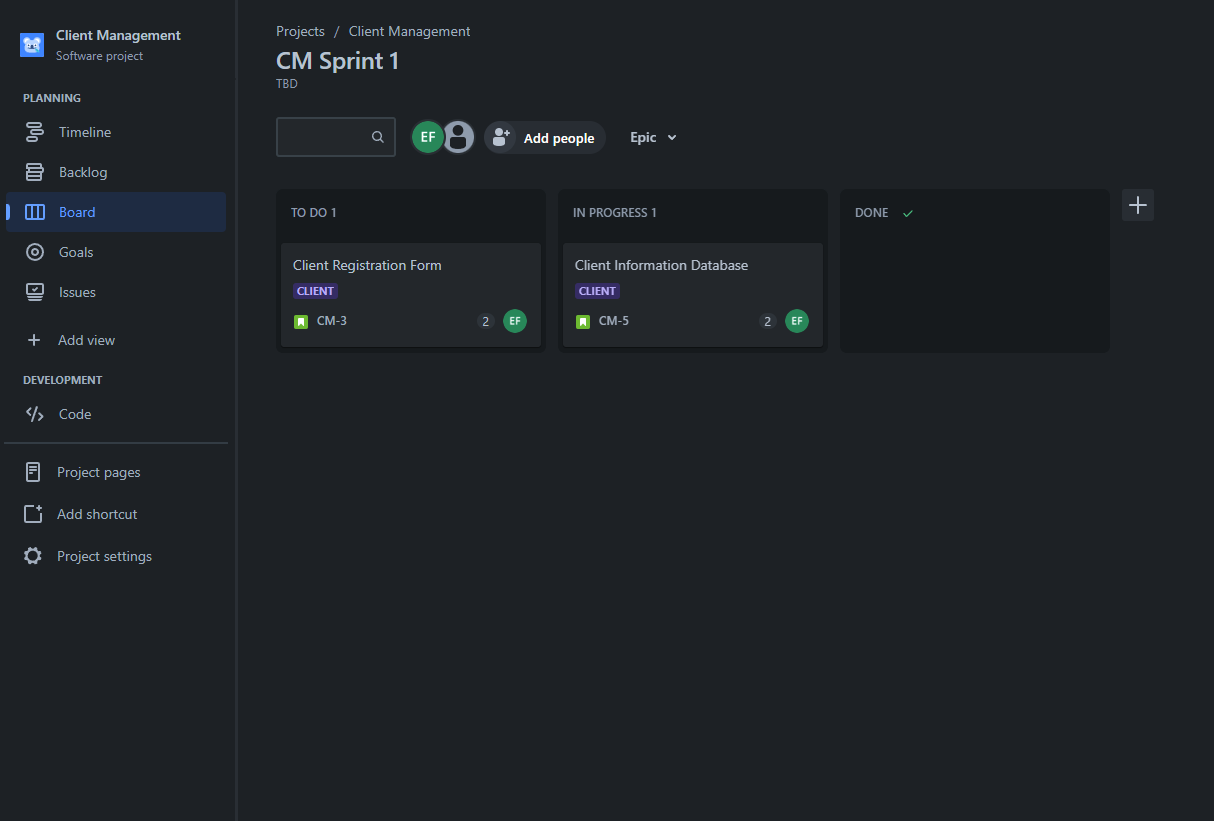 Client Management
Software project
PLANNING
Timeline
Backlog
Board
Goals
Issues
Add view
DEVELOPMENT
Code
Project pages
Add shortcut
Project settings
Projects / Client Management
CM Sprint 1
TBD
EF Add people Epic
TO DO 1
Client Registration Form
CLIENT
CM-3 2 EF
IN PROGRESS 1
Client Information Database
CLIENT
CM-5 2 EF
DONE